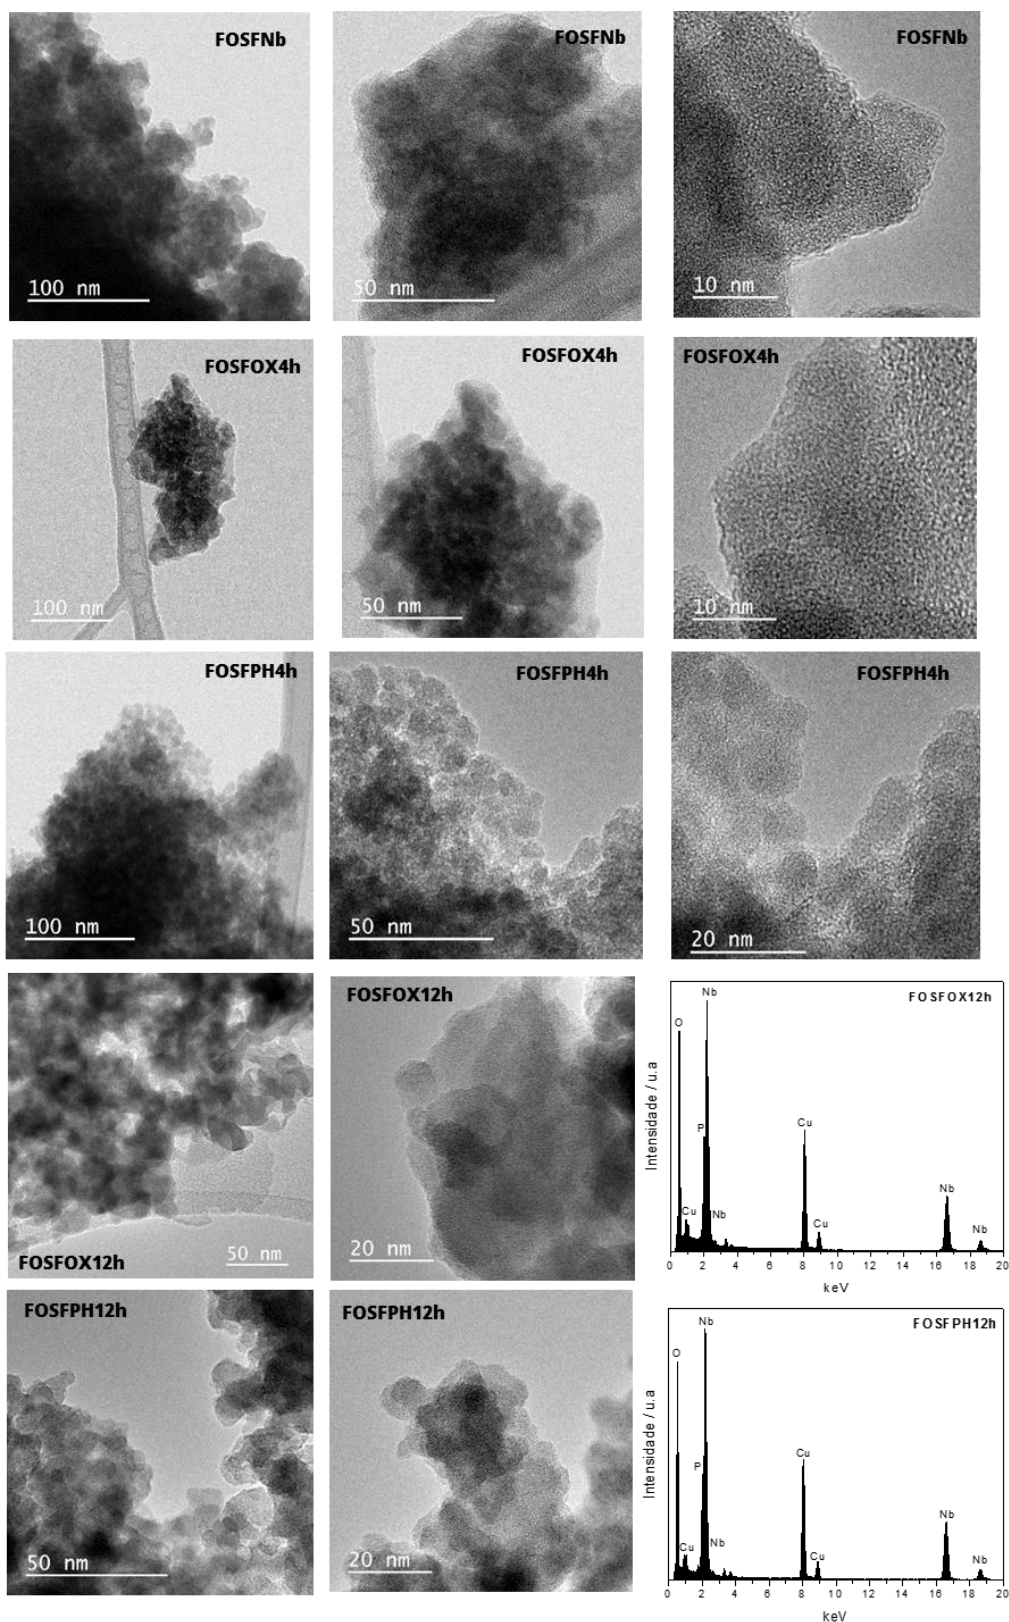 FOSFNb
100 nm
FOSFNb
50 nm
FOSFNb
10 nm
FOSFOX4h
100 nm
FOSFOX4h
50 nm
FOSFOX4h
10 nm
FOSFPH4h
100 nm
FOSFPH4h
50 nm
FOSFPH4h
20 nm
FOSFOX12h
50 nm
FOSFOX12h
20 nm
FOSFOX12h
Intensidade / u.a
Nb
O
P
Cu
Nb
Cu
Cu
Nb
Nb
0 2 4 6 8 10 12 14 16 18 20
keV
FOSFPH12h
50 nm
FOSFPH12h
20 nm
FOSFPH12h
Intensidade / u.a
Nb
O
P
Cu
Nb
Cu
Cu
Nb
Nb
0 2 4 6 8 10 12 14 16 18 20
keV